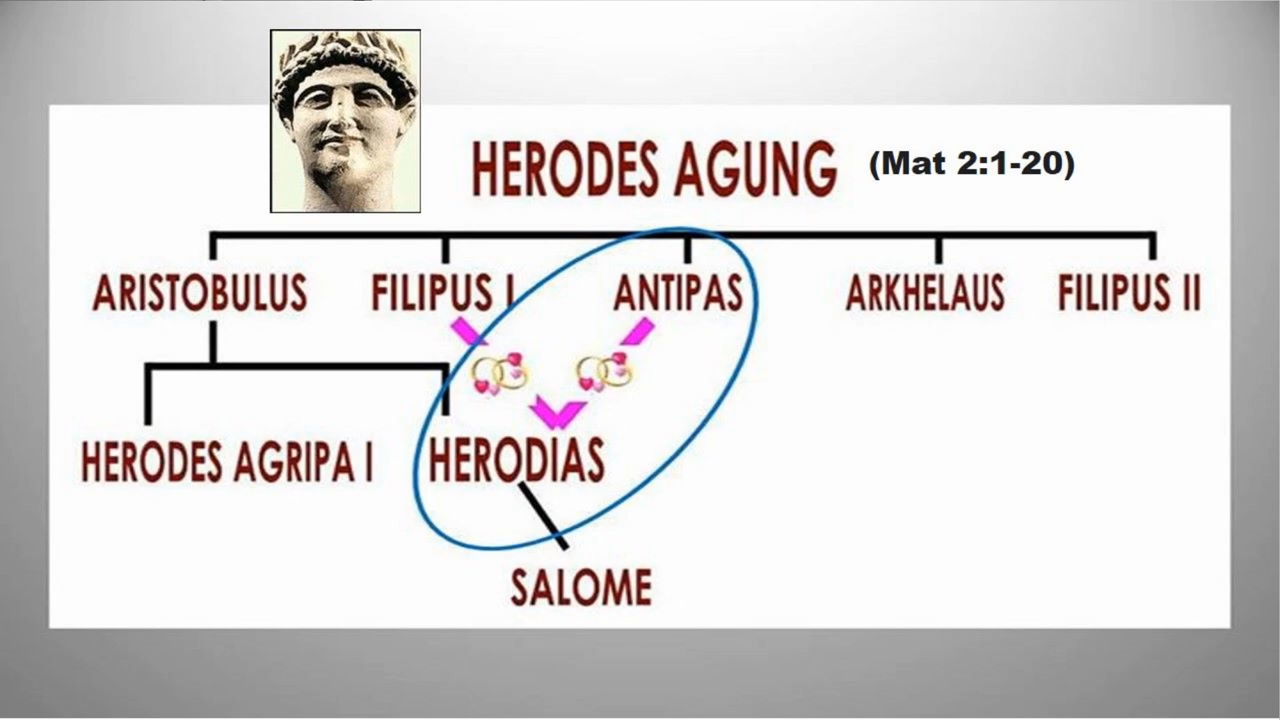 HERODES AGUNG (Mat 2:1-20)
ARISTOBULUS FILIPUS I ANTIPAS ARKHELAUS FILIPUS II
HERODES AGRIPA I HERODIAS
SALOME